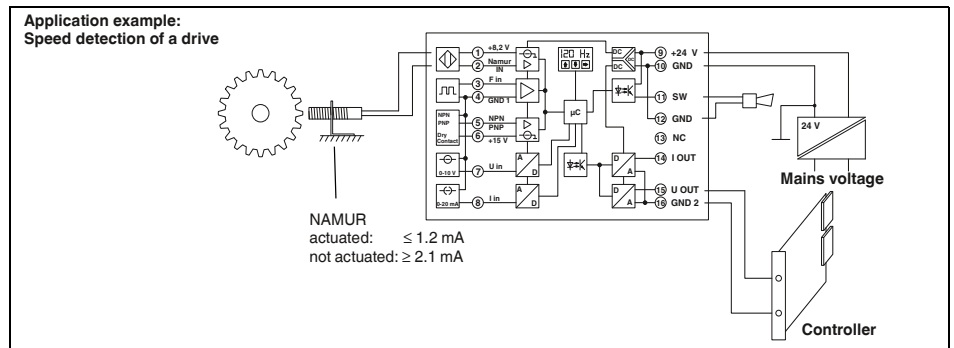 Application example:
Speed detection of a drive
1 +8,2 V
2 Namur
IN
3 F in
4 GND 1
NPN
PNP
Dry
Contact
5 NPN
PNP
6 +15 V
0-10 V
7 U in
0-20 mA
8 I in
A
D
A
D
120 Hz
µC
DC
DC
DC
D
A
D
A
9 +24 V
10 GND
11 SW
12 GND
13 NC
14 I OUT
15 U OUT
16 GND 2
24 V
Mains voltage
Controller
NAMUR
actuated: ≤ 1.2 mA
not actuated: ≥ 2.1 mA